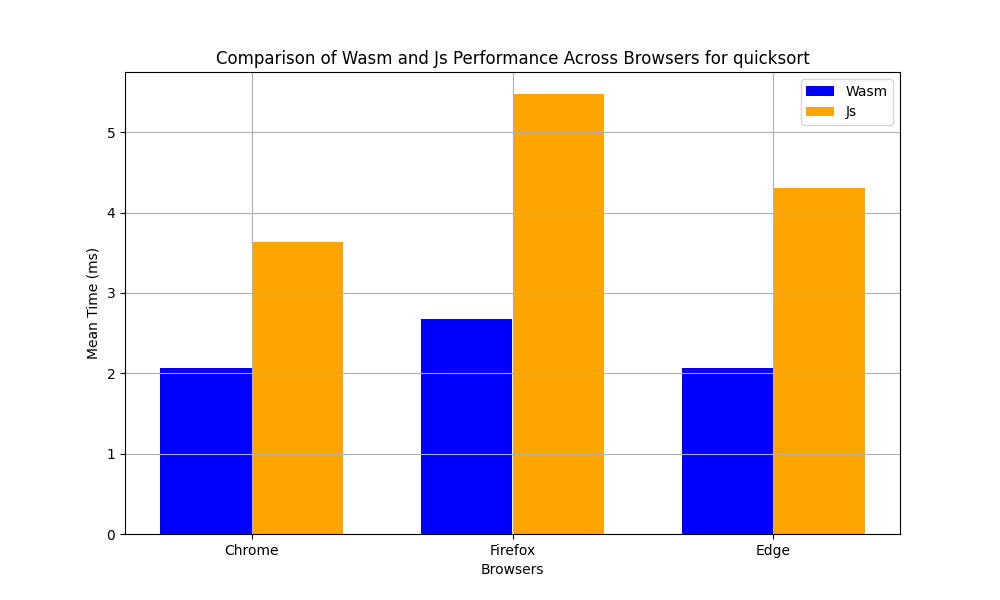 Comparison of Wasm and Js Performance Across Browsers for quicksort
Wasm
Js
Mean Time (ms)
5
4
3
2
1
0
Chrome
Firefox
Edge
Browsers